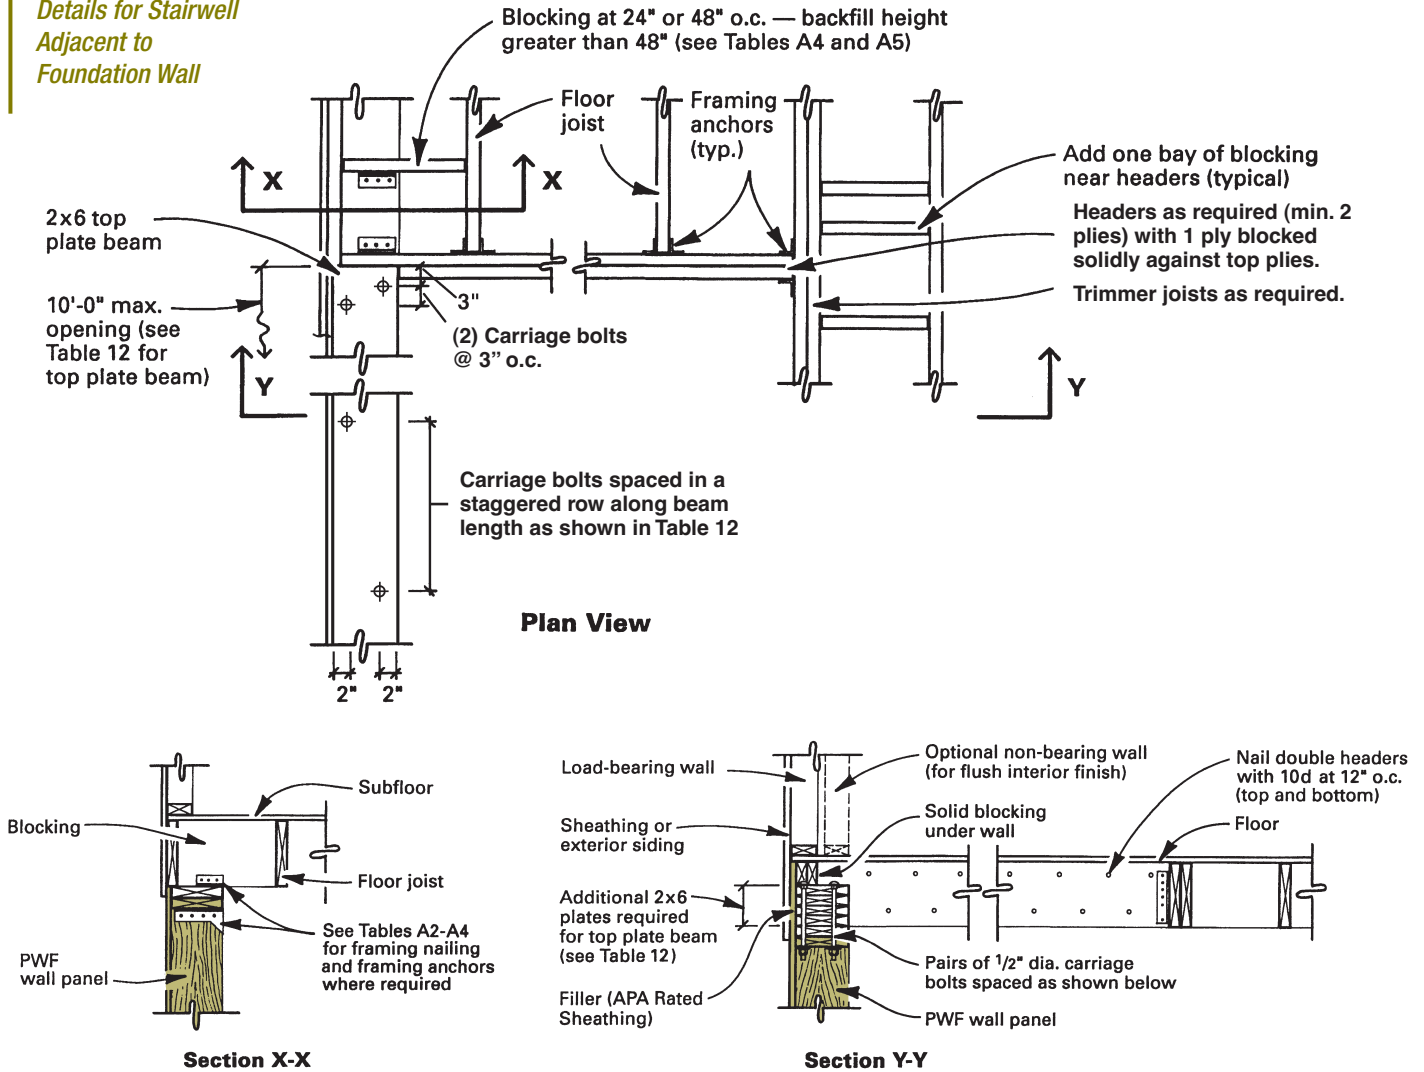 Details for Stairwell
Adjacent to
Foundation Wall
Blocking at 24" or 48" o.c. — backfill height
greater than 48" (see Tables A4 and A5)
Floor
joist
Framing
anchors
(typ.)
Add one bay of blocking
near headers (typical)
X
X
2x6 top
plate beam
Headers as required (min. 2
plies) with 1 ply blocked
solidly against top plies.
Trimmer joists as required.
10'-0" max.
opening (see
Table 12 for
top plate beam)
3"
(2) Carriage bolts
@ 3” o.c.
Y
Y
Carriage bolts spaced in a
staggered row along beam
length as shown in Table 12
Plan View
2"
2"
Subfloor
Blocking
Floor joist
See Tables A2-A4
for framing nailing
and framing anchors
where required
PWF
wall panel
Section X-X
Load-bearing wall
Optional non-bearing wall
(for flush interior finish)
Nail double headers
with 10d at 12" o.c.
(top and bottom)
Sheathing or
exterior siding
Solid blocking
under wall
Floor
Additional 2x6
plates required
for top plate beam
(see Table 12)
Filler (APA Rated
Sheathing)
Pairs of 1/2" dia. carriage
bolts spaced as shown below
PWF wall panel
Section Y-Y